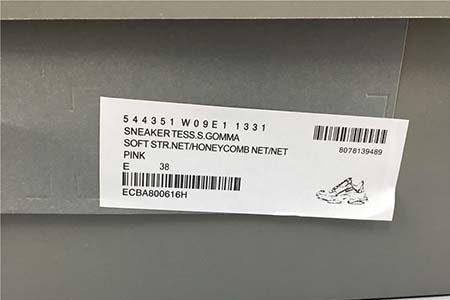 544351 W09E1 1331
SNEAKER TESS.S.GOMMA
SOFT STR.NET/HONEYCOMB NET/NET
PINK
E 38
ECBA800616H
8078139489